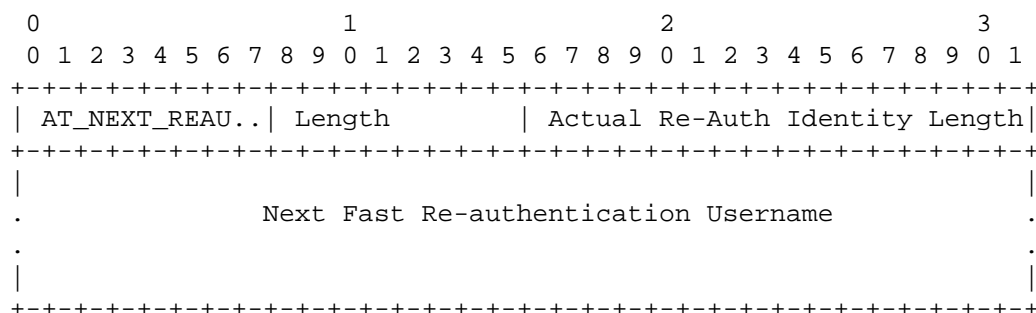 0                   1                   2                   3
 0 1 2 3 4 5 6 7 8 9 0 1 2 3 4 5 6 7 8 9 0 1 2 3 4 5 6 7 8 9 0 1
+-+-+-+-+-+-+-+-+-+-+-+-+-+-+-+-+-+-+-+-+-+-+-+-+-+-+-+-+-+-+-+-+
| AT_NEXT_REAU..| Length        | Actual Re-Auth Identity Length|
+-+-+-+-+-+-+-+-+-+-+-+-+-+-+-+-+-+-+-+-+-+-+-+-+-+-+-+-+-+-+-+-+
|                                                               |
.               Next Fast Re-authentication Username            .
.                                                               .
|                                                               |
+-+-+-+-+-+-+-+-+-+-+-+-+-+-+-+-+-+-+-+-+-+-+-+-+-+-+-+-+-+-+-+-+